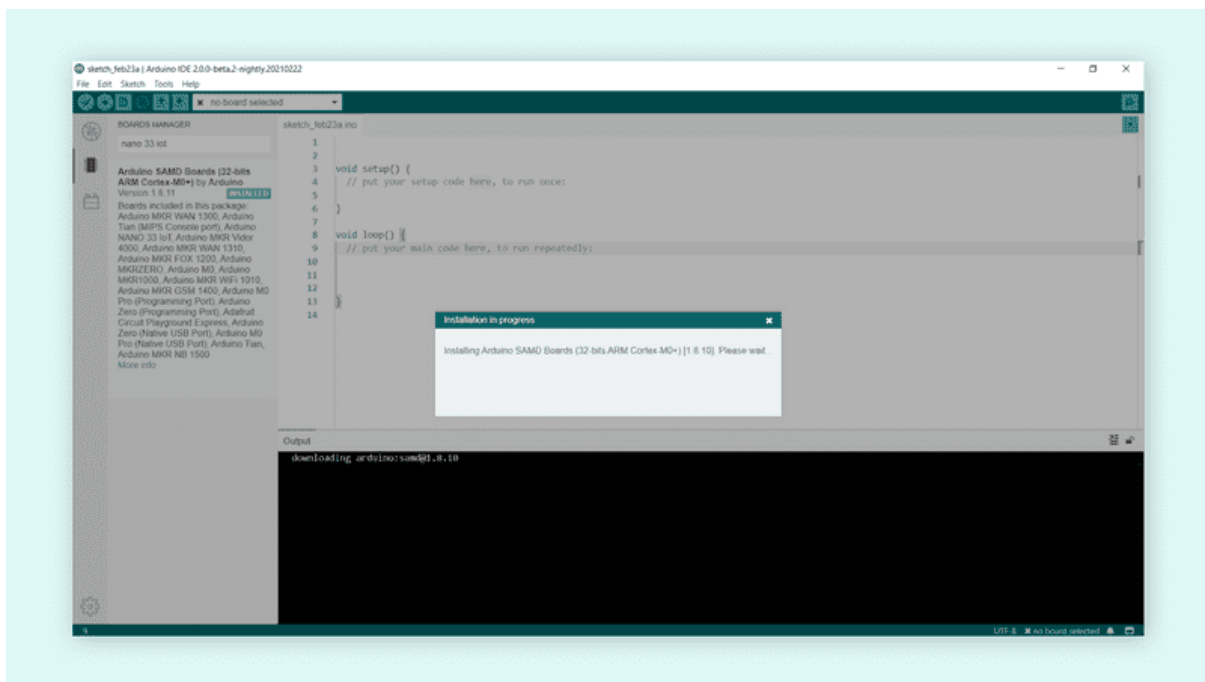 sketch_feb23a | Arduino IDE 2.0.0-beta.2-nightly.20210222
File Edit Sketch Tools Help
no board selected
BOARDS MANAGER
nano 33 iot
Arduino SAMD Boards (32-bits
ARM Cortex-M0+) by Arduino
Version 1.8.11 INSTALLED
Boards included in this package:
Arduino MKR WAN 1300, Arduino
Tian (MIPS Console port), Arduino
NANO 33 IoT, Arduino MKR Vidor
4000, Arduino MKR WAN 1310,
Arduino MKR FOX 1200, Arduino
MKRZERO, Arduino M0, Arduino
MKR1000, Arduino MKR WiFi 1010,
Arduino MKR GSM 1400, Arduino M0
Pro (Programming Port), Arduino
Zero (Programming Port), Adafruit
Circuit Playground Express, Arduino
Zero (Native USB Port), Arduino M0
Pro (Native USB Port), Arduino Tian,
Arduino MKR NB 1500
More info
sketch_feb23a.ino
1
2
3 void setup() {
4 // put your setup code here, to run once:
5
6 }
7
8 void loop() {
9 // put your main code here, to run repeatedly:
10
11
12
13 }
14
Installation in progress
Installing Arduino SAMD Boards (32-bits ARM Cortex-M0+) [1.8.10]. Please wait...
Output
downloading arduino:samd@1.8.10
9 UTF-8 no board selected